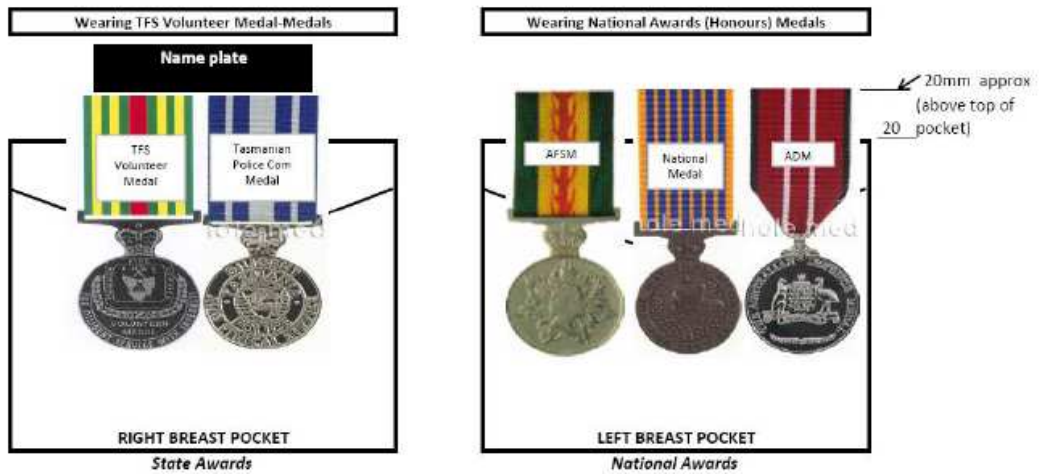 Wearing TFS Volunteer Medal-Medals
Name plate
TFS
Volunteer
Medal
Tasmanian
Police Com
Medal
VOLUNTEER
MEDAL
RIGHT BREAST POCKET
State Awards
Wearing National Awards (Honours) Medals
AFSM
National
Medal
ADM
20mm approx
(above top of
20 pocket)
LEFT BREAST POCKET
National Awards